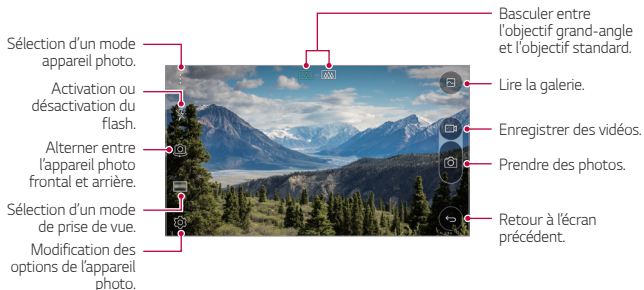 Sélection d'un mode
appareil photo.
Activation ou
désactivation du
flash.
Alterner entre
l'appareil photo
frontal et arrière.
Sélection d'un mode
de prise de vue.
Modification des
options de l'appareil
photo.
Basculer entre
l'objectif grand-angle
et l'objectif standard.
Lire la galerie.
Enregistrer des vidéos.
Prendre des photos.
Retour à l'écran
précédent.